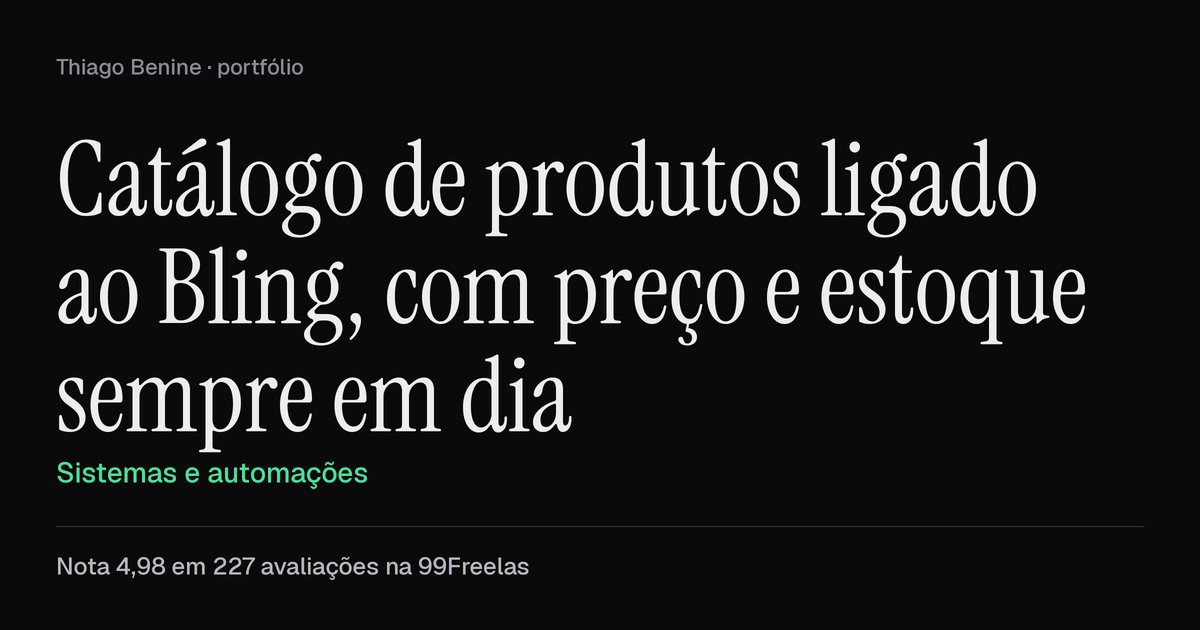 Thiago Benine · portfólio
Catálogo de produtos ligado
ao Bling, com preço e estoque
sempre em dia
Sistemas e automações
Nota 4,98 em 227 avaliações na 99Freelas